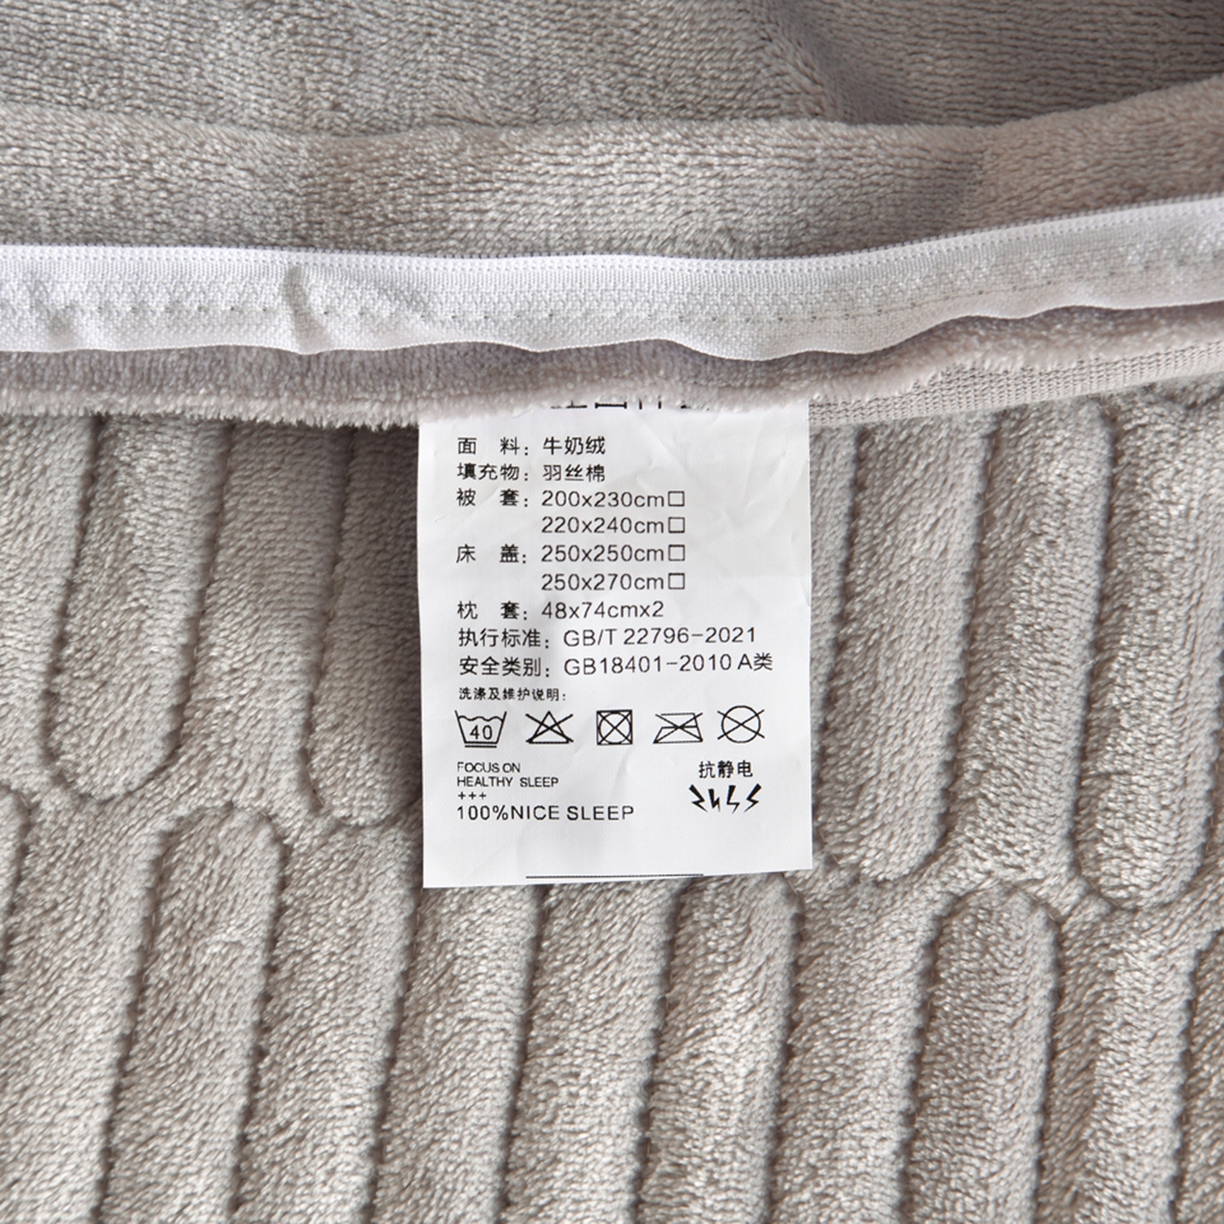 面 料：牛奶绒
填充物：羽丝棉
被 套：200x230cm□
220x240cm□
床 盖：250x250cm□
250x270cm□
枕 套：48x74cmx2
执行标准：GB/T 22796-2021
安全类别：GB18401-2010 A类
洗涤及维护说明：
40
FOCUS ON
HEALTHY SLEEP
+++
100%NICE SLEEP
抗静电